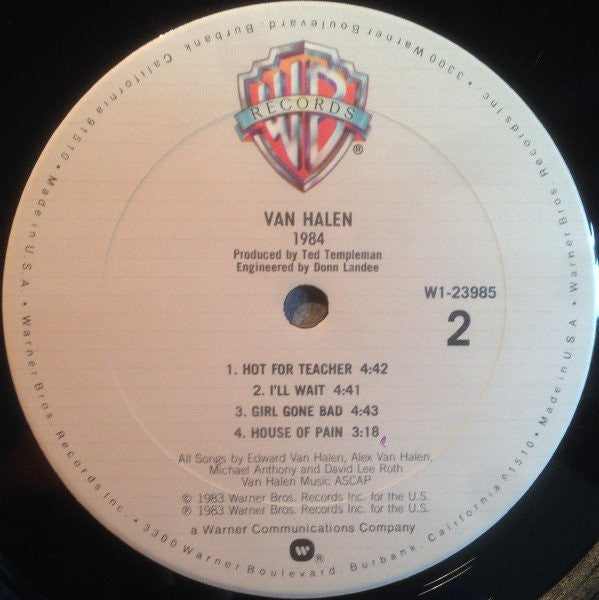 WB
RECORDS
®
VAN HALEN
1984
Produced by Ted Templeman
Engineered by Donn Landee
W1-23985
2
1. HOT FOR TEACHER 4:42
2. I'LL WAIT 4:41
3. GIRL GONE BAD 4:43
4. HOUSE OF PAIN 3:18
All Songs by Edward Van Halen, Alex Van Halen,
Michael Anthony and David Lee Roth
Van Halen Music ASCAP
© 1983 Warner Bros. Records Inc. for the U.S.
℗ 1983 Warner Bros. Records Inc. for the U.S.
a Warner Communications Company
Warner Bros. Records Inc. • 3300 Warner Boulevard, Burbank, California 91510 • Made in U.S.A. • Warner Bros. Records Inc. • 3300 Warner Boulevard, Burbank, California 91510 • Made in U.S.A. •